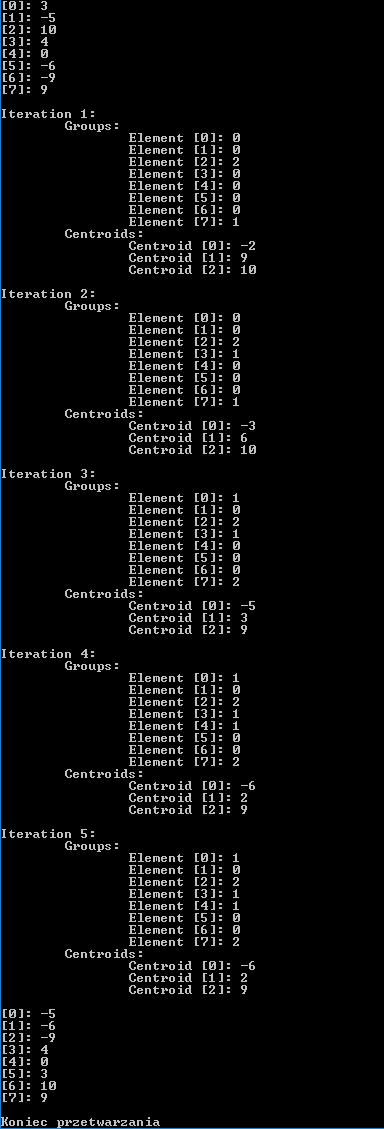 [0]: 3
[1]: -5
[2]: 10
[3]: 4
[4]: 0
[5]: -6
[6]: -9
[7]: 9
Iteration 1:
Groups:
Element [0]: 0
Element [1]: 0
Element [2]: 2
Element [3]: 0
Element [4]: 0
Element [5]: 0
Element [6]: 0
Element [7]: 1
Centroids:
Centroid [0]: -2
Centroid [1]: 9
Centroid [2]: 10
Iteration 2:
Groups:
Element [0]: 0
Element [1]: 0
Element [2]: 2
Element [3]: 1
Element [4]: 0
Element [5]: 0
Element [6]: 0
Element [7]: 1
Centroids:
Centroid [0]: -3
Centroid [1]: 6
Centroid [2]: 10
Iteration 3:
Groups:
Element [0]: 1
Element [1]: 0
Element [2]: 2
Element [3]: 1
Element [4]: 0
Element [5]: 0
Element [6]: 0
Element [7]: 2
Centroids:
Centroid [0]: -5
Centroid [1]: 3
Centroid [2]: 9
Iteration 4:
Groups:
Element [0]: 1
Element [1]: 0
Element [2]: 2
Element [3]: 1
Element [4]: 1
Element [5]: 0
Element [6]: 0
Element [7]: 2
Centroids:
Centroid [0]: -6
Centroid [1]: 2
Centroid [2]: 9
Iteration 5:
Groups:
Element [0]: 1
Element [1]: 0
Element [2]: 2
Element [3]: 1
Element [4]: 1
Element [5]: 0
Element [6]: 0
Element [7]: 2
Centroids:
Centroid [0]: -6
Centroid [1]: 2
Centroid [2]: 9
[0]: -5
[1]: -6
[2]: -9
[3]: 4
[4]: 0
[5]: 3
[6]: 10
[7]: 9
Koniec przetwarzania